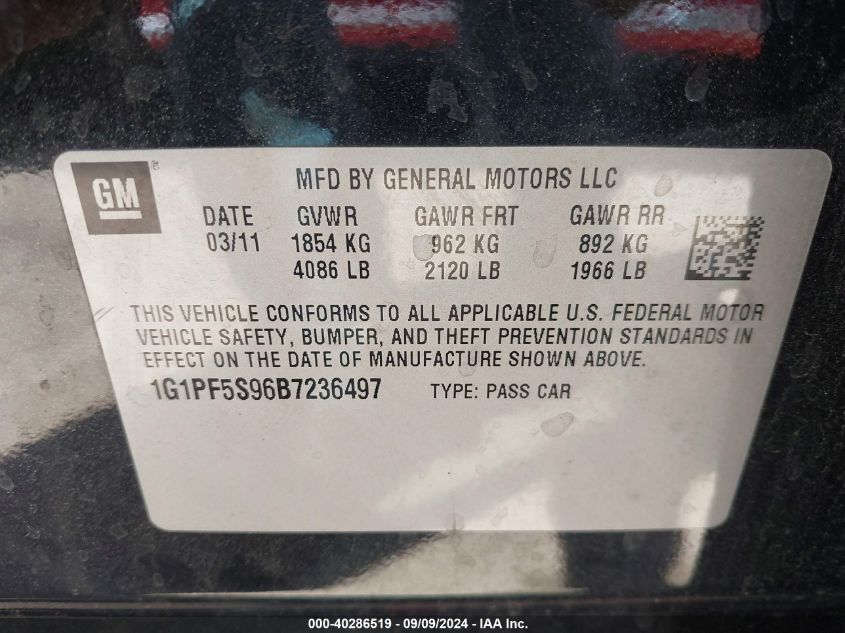 GM ®
MFD BY GENERAL MOTORS LLC
DATE GVWR GAWR FRT GAWR RR
03/11 1854 KG 962 KG 892 KG
4086 LB 2120 LB 1966 LB
THIS VEHICLE CONFORMS TO ALL APPLICABLE U.S. FEDERAL MOTOR
VEHICLE SAFETY, BUMPER, AND THEFT PREVENTION STANDARDS IN
EFFECT ON THE DATE OF MANUFACTURE SHOWN ABOVE.
1G1PF5S96B7236497 TYPE: PASS CAR
000-40286519 - 09/09/2024 - IAA Inc.